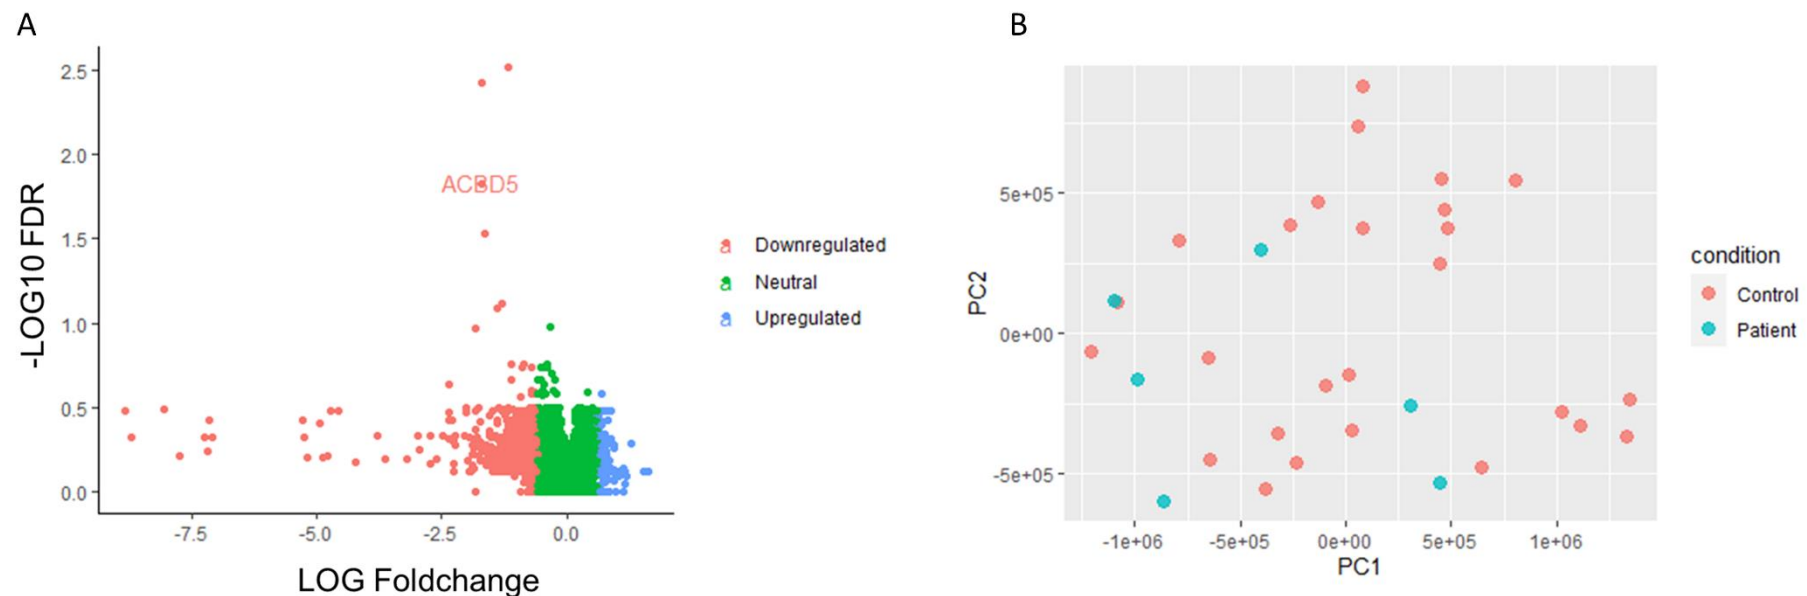 A
B
-LOG10 FDR
2.5
2.0
1.5
1.0
0.5
0.0
ACBD5
-7.5
-5.0
-2.5
0.0
LOG Foldchange
a Downregulated
a Neutral
a Upregulated
PC2
5e+05
0e+00
-5e+05
-1e+06
-5e+05
0e+00
5e+05
1e+06
PC1
condition
Control
Patient